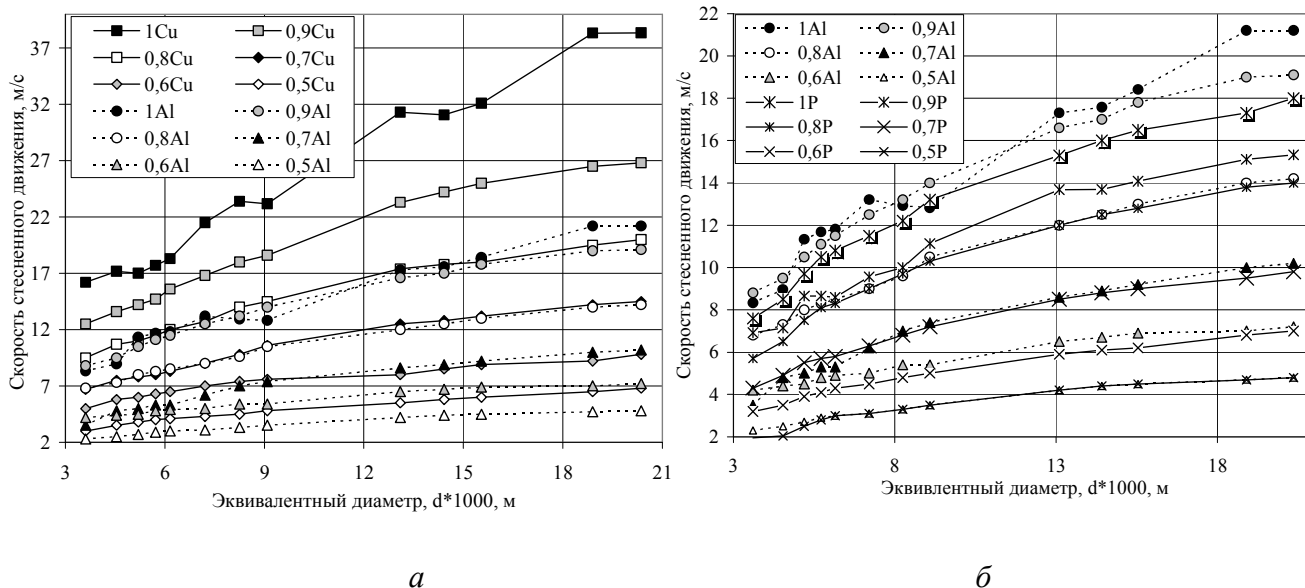 1Cu 0,9Cu
0,8Cu 0,7Cu
0,6Cu 0,5Cu
1Al 0,9Al
0,8Al 0,7Al
0,6Al 0,5Al
37
32
27
22
17
12
7
2
3 6 9 12 15 18 21
Скорость стесненного движения, м/с
Эквивалентный диаметр, d*1000, м
а
1Al 0,9Al
0,8Al 0,7Al
0,6Al 0,5Al
1P 0,9P
0,8P 0,7P
0,6P 0,5P
22
20
18
16
14
12
10
8
6
4
2
3 8 13 18
Скорость стесненного движения, м/с
Эквивлентный диаметр, d*1000, м
б